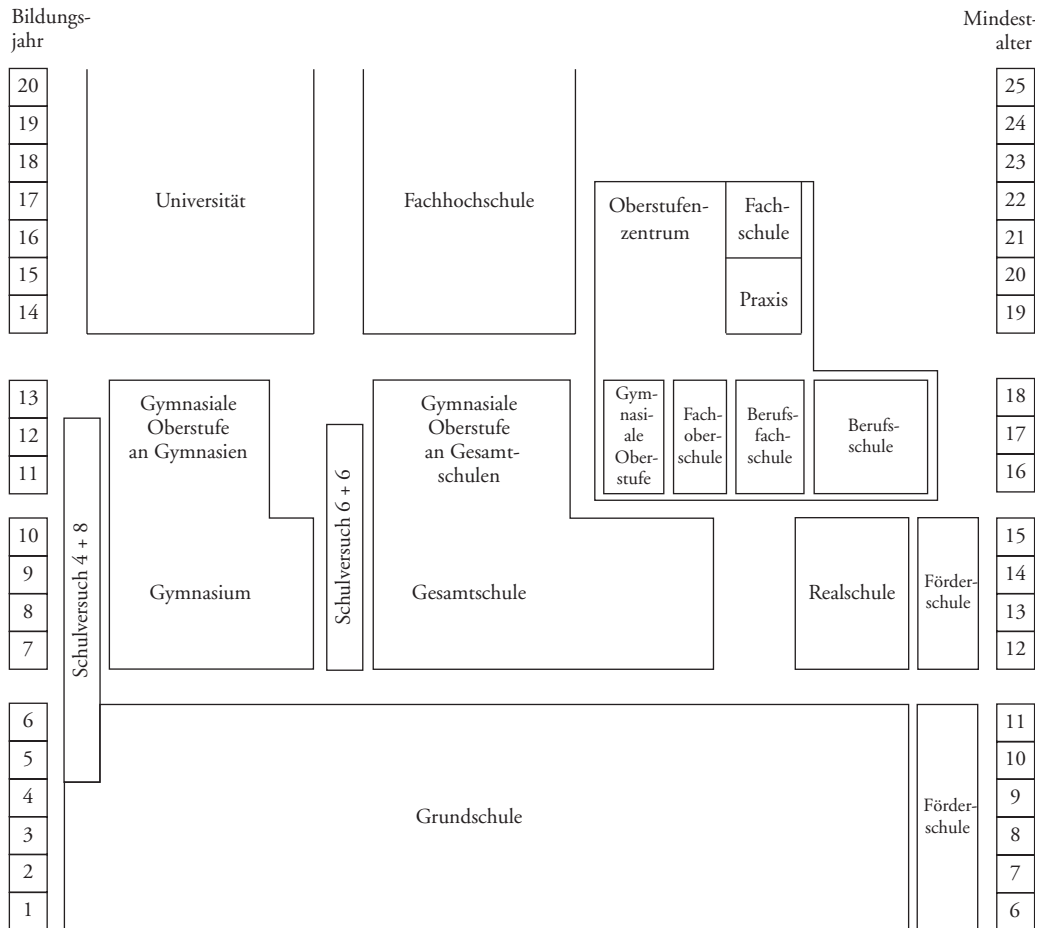 Bildungs-
jahr
Mindest-
alter
20
19
18
17
16
15
14
Universität
Fachhochschule
Oberstufen-
zentrum
Fach-
schule
Praxis
25
24
23
22
21
20
19
13
12
11
Gymnasiale
Oberstufe
an Gymnasien
Gymnasiale
Oberstufe
an Gesamt-
schulen
Gym-
nasi-
ale
Ober-
stufe
Fach-
ober-
schule
Berufs-
fach-
schule
Berufs-
schule
18
17
16
Schulversuch 4 + 8
Schulversuch 6 + 6
10
9
8
7
Gymnasium
Gesamtschule
Realschule
Förder-
schule
15
14
13
12
6
5
4
3
2
1
Grundschule
Förder-
schule
11
10
9
8
7
6